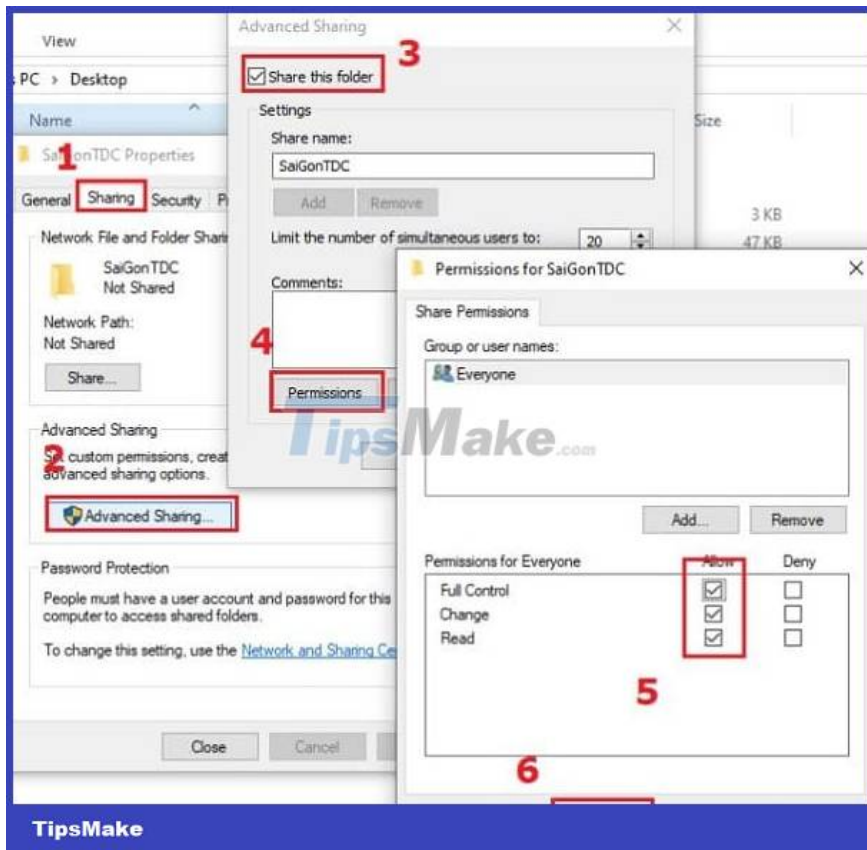 View
PC > Desktop
Name
Size
SaiGonTDC Properties
1
General Sharing Security
Network File and Folder
SaiGonTDC
Not Shared
Network Path:
Not Shared
Share...
Advanced Sharing
2
Set custom permissions,
advanced sharing options.
Advanced Sharing...
Password Protection
People must have a user account and password for this
computer to access shared folders.
To change this setting, use the Network and Sharing
Close
Cancel
Advanced Sharing
3
Share this folder
Settings
Share name:
SaiGonTDC
Add
Remove
Limit the number of simultaneous users to:
20
Comments:
4
Permissions
3 KB
47 KB
Permissions for SaiGonTDC
Share Permissions
Group or user names:
Everyone
Add...
Remove
Permissions for Everyone
Allow
Deny
Full Control
Change
Read
5
6
TipsMake.com
TipsMake